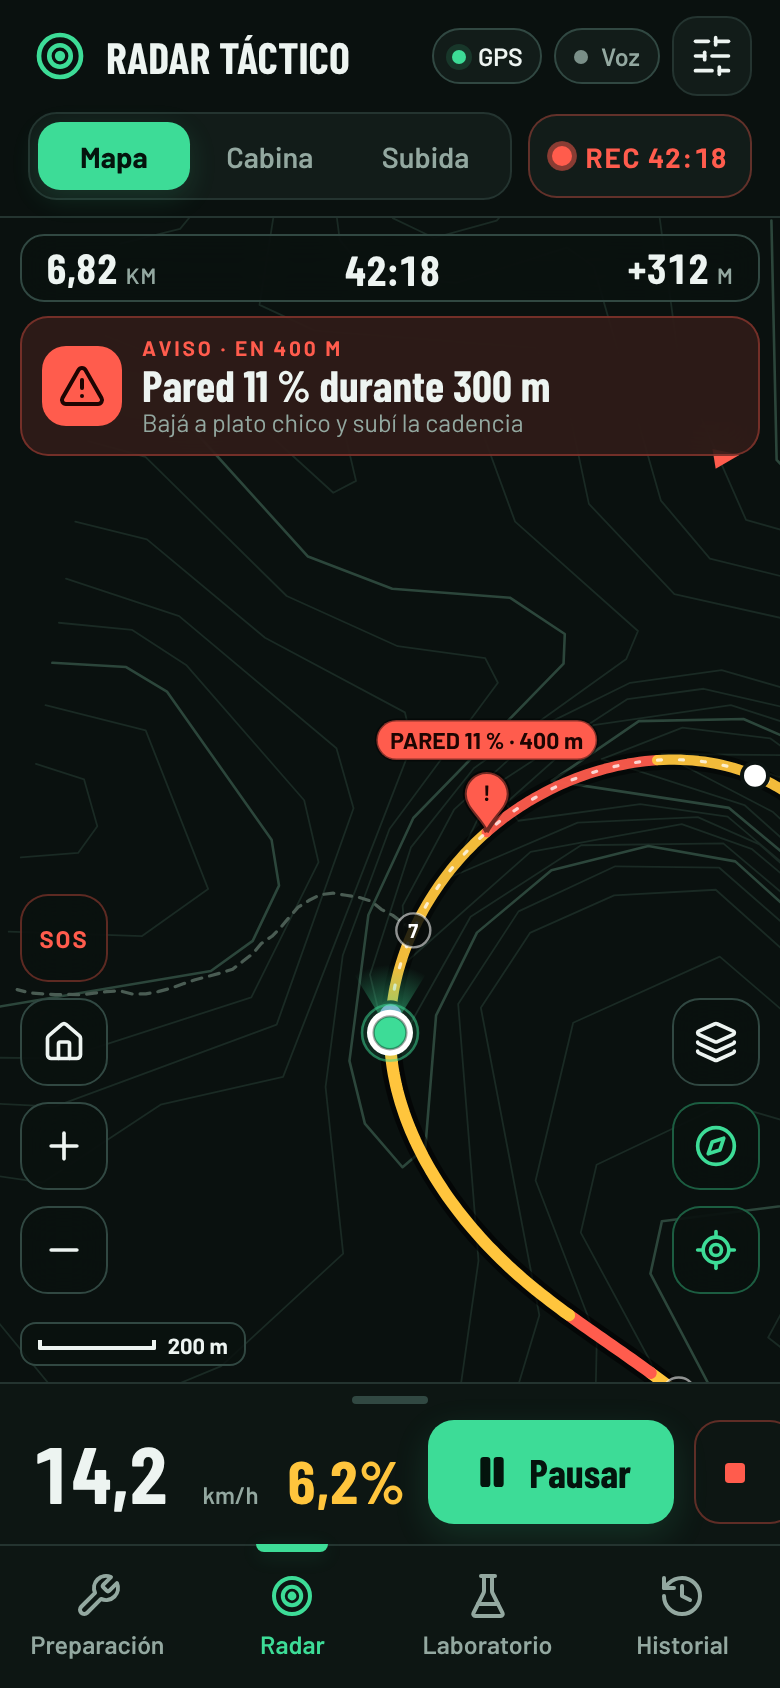 RADAR TÁCTICO
GPS
Voz
Mapa
Cabina
Subida
REC 42:18
6,82 KM
42:18
+312 M
AVISO · EN 400 M
Pared 11 % durante 300 m
Bajá a plato chico y subí la cadencia
PARED 11 % · 400 m
!
7
SOS
200 m
14,2 km/h
6,2%
Pausar
Preparación
Radar
Laboratorio
Historial